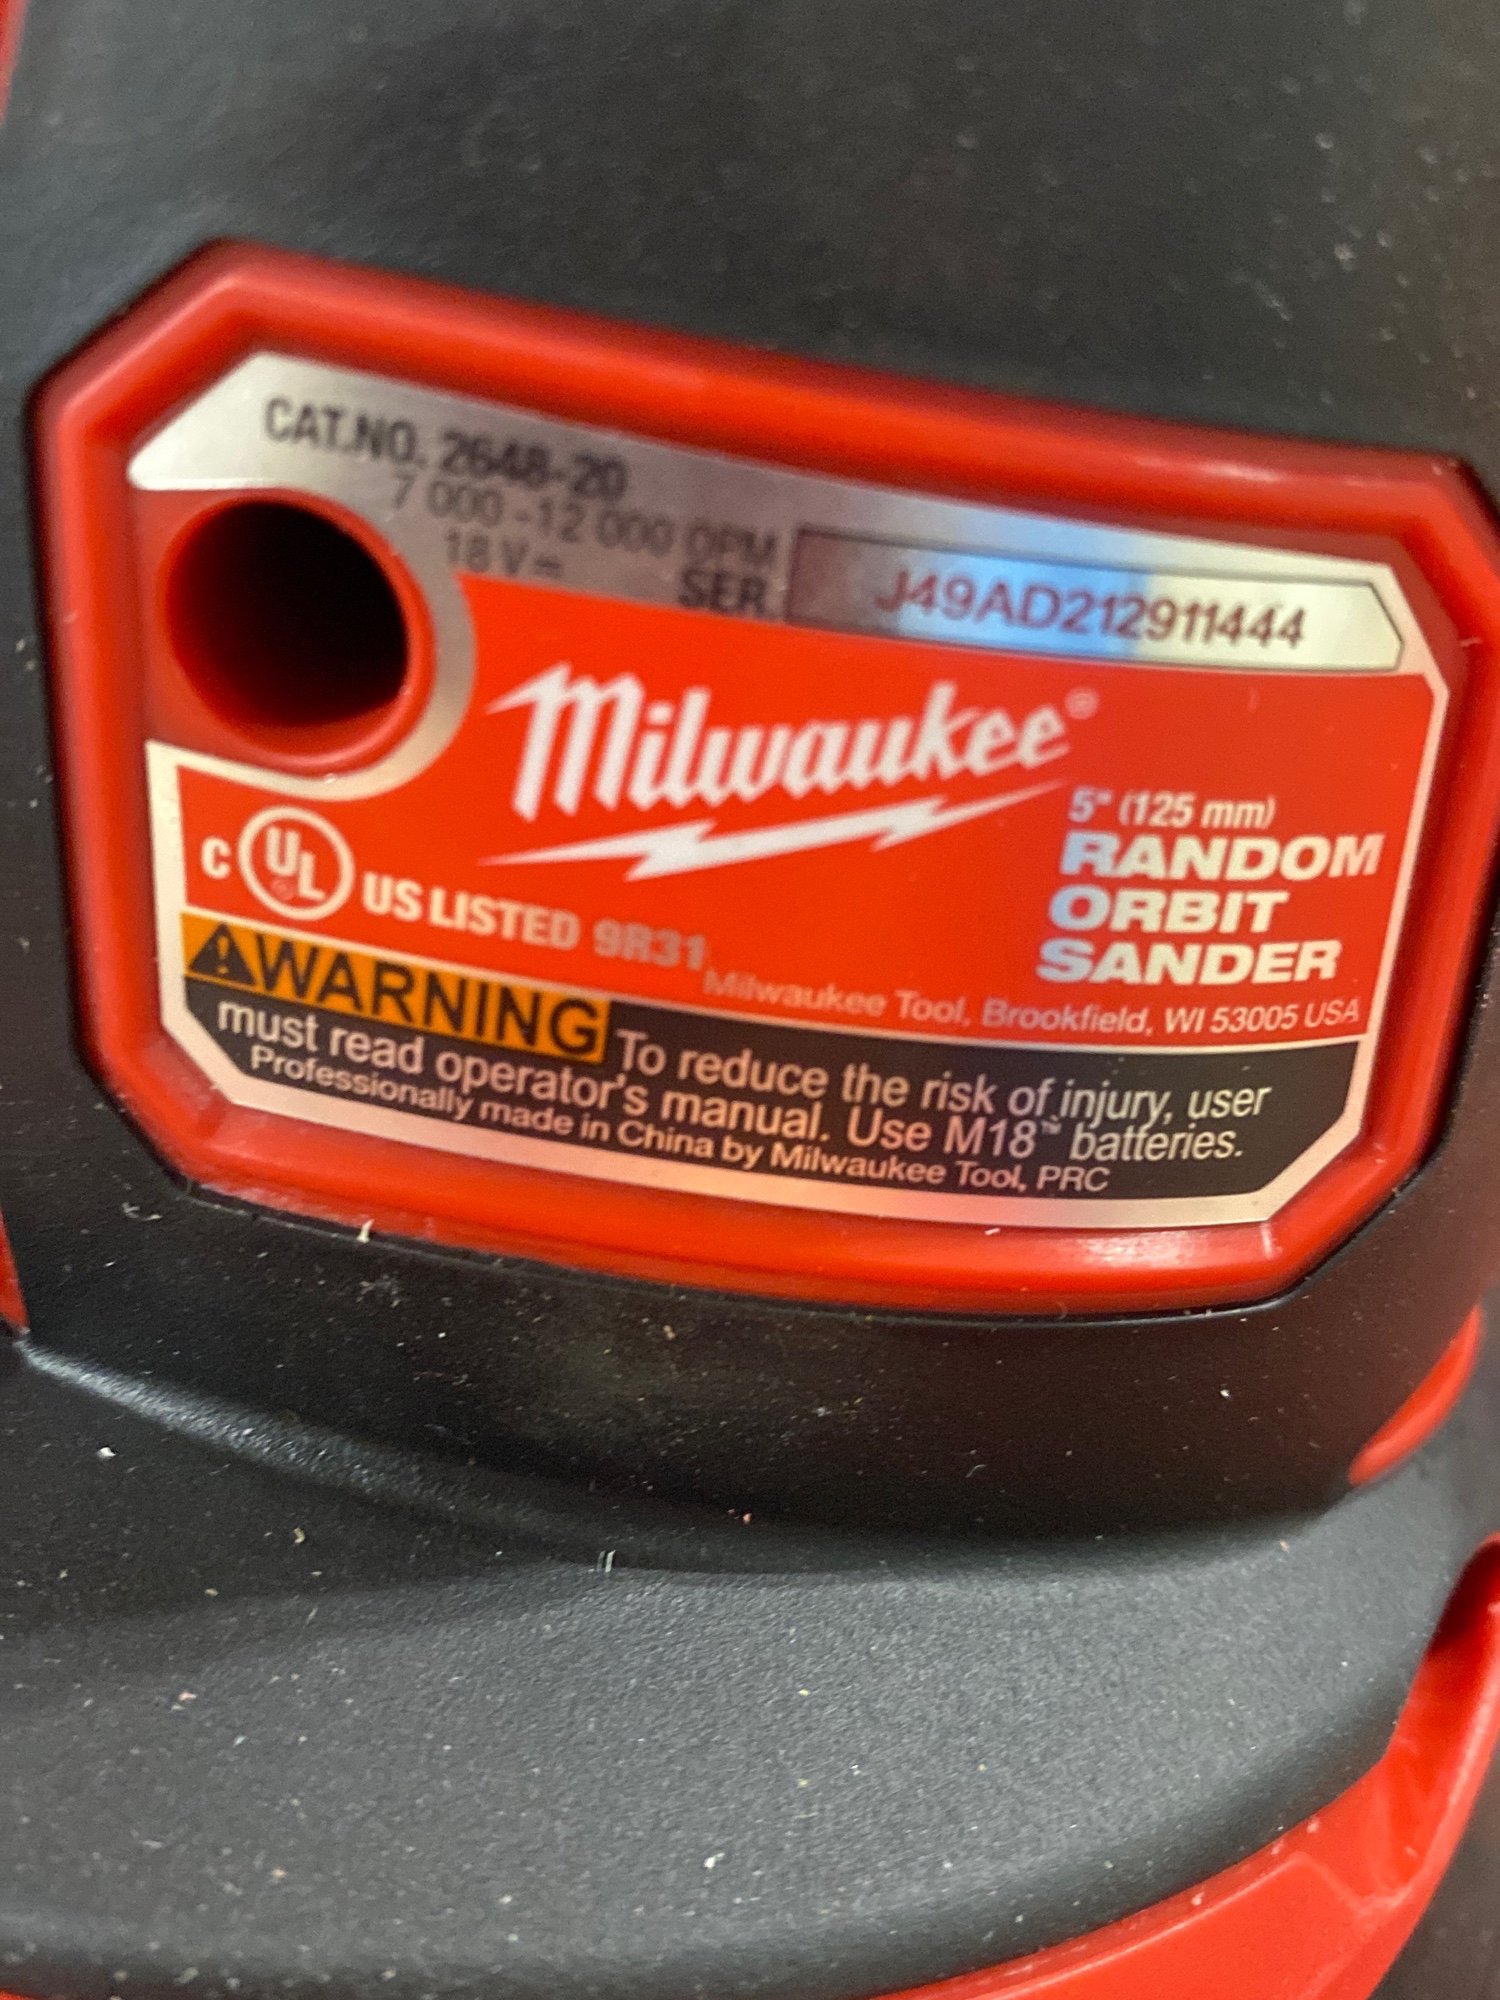 CAT.NO. 2648-20
7 000 -12 000 OPM
18 V⎓
SER. J49AD212911444
Milwaukee®
5" (125 mm)
RANDOM
ORBIT
SANDER
C UL US LISTED 9R31
Milwaukee Tool, Brookfield, WI 53005 USA
⚠WARNING To reduce the risk of injury, user
must read operator's manual. Use M18™ batteries.
Professionally made in China by Milwaukee Tool, PRC